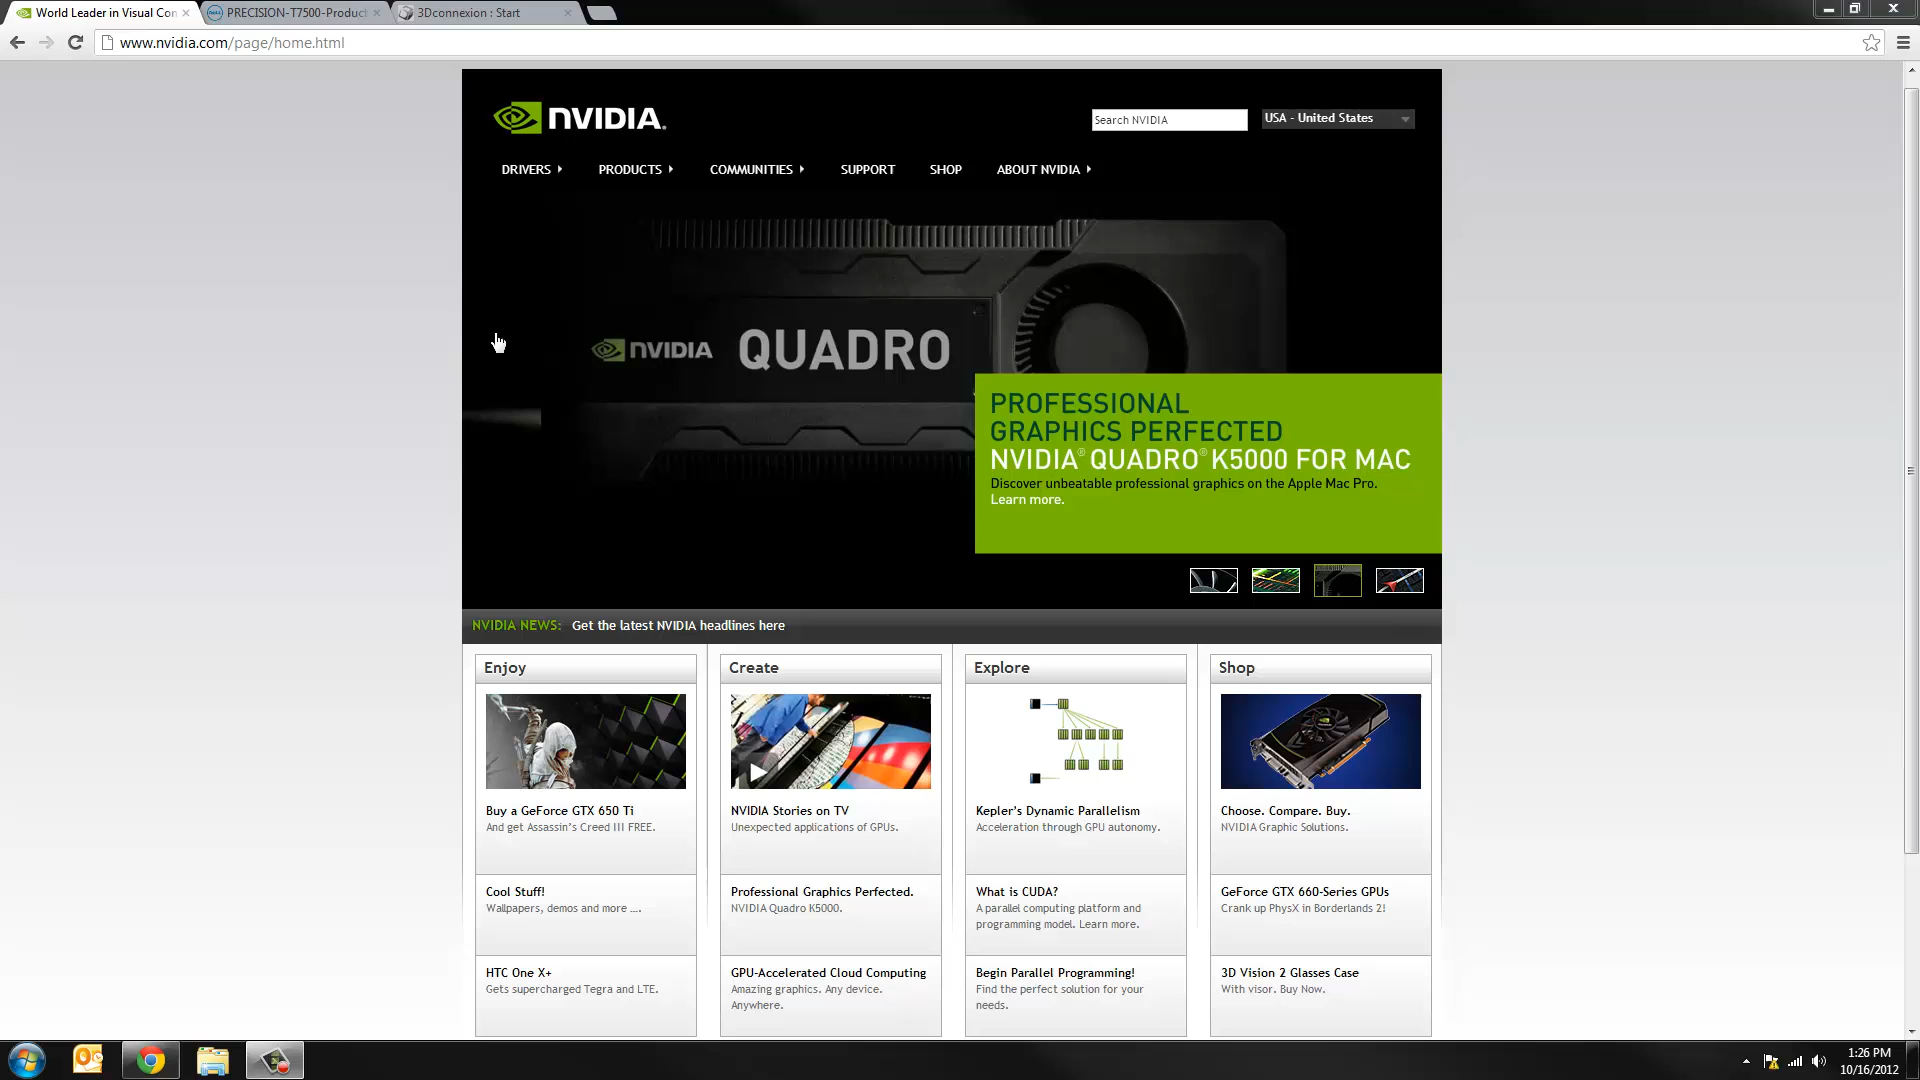 World Leader in Visual Con
PRECISION-T7500-Product
3Dconnexion : Start
www.nvidia.com/page/home.html
NVIDIA.
Search NVIDIA
USA - United States
DRIVERS
PRODUCTS
COMMUNITIES
SUPPORT
SHOP
ABOUT NVIDIA
NVIDIA QUADRO
PROFESSIONAL
GRAPHICS PERFECTED
NVIDIA® QUADRO® K5000 FOR MAC
Discover unbeatable professional graphics on the Apple Mac Pro.
Learn more.
NVIDIA NEWS: Get the latest NVIDIA headlines here
Enjoy
Buy a GeForce GTX 650 Ti
And get Assassin's Creed III FREE.
Cool Stuff!
Wallpapers, demos and more ....
HTC One X+
Gets supercharged Tegra and LTE.
Create
NVIDIA Stories on TV
Unexpected applications of GPUs.
Professional Graphics Perfected.
NVIDIA Quadro K5000.
GPU-Accelerated Cloud Computing
Amazing graphics. Any device.
Anywhere.
Explore
Kepler's Dynamic Parallelism
Acceleration through GPU autonomy.
What is CUDA?
A parallel computing platform and
programming model. Learn more.
Begin Parallel Programming!
Find the perfect solution for your
needs.
Shop
Choose. Compare. Buy.
NVIDIA Graphic Solutions.
GeForce GTX 660-Series GPUs
Crank up PhysX in Borderlands 2!
3D Vision 2 Glasses Case
With visor. Buy Now.
1:26 PM
10/16/2012